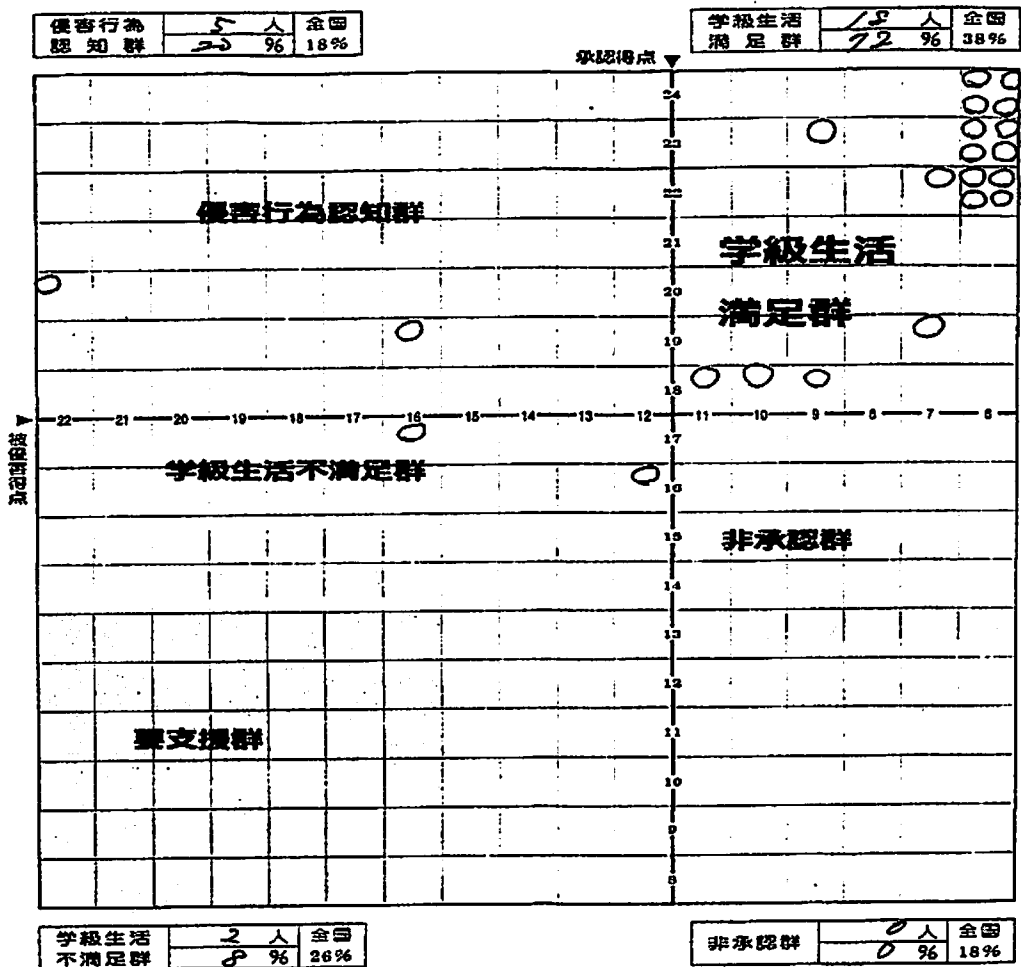 侵害行為 5 人 全国
認知群 20 % 18%
学級生活 18 人 全国
満足群 72 % 38%
承認得点 ▼
24
23
22
侵害行為認知群
21
学級生活
20
満足群
19
18
▲ 22 21 20 19 18 17 16 15 14 13 12 11 10 9 8 7 6
17
学級生活不満足群
16
15
非承認群
14
13
12
要支援群
11
10
9
8
学級生活 2 人 全国
不満足群 8 % 26%
非承認群 0 人 全国
0 % 18%